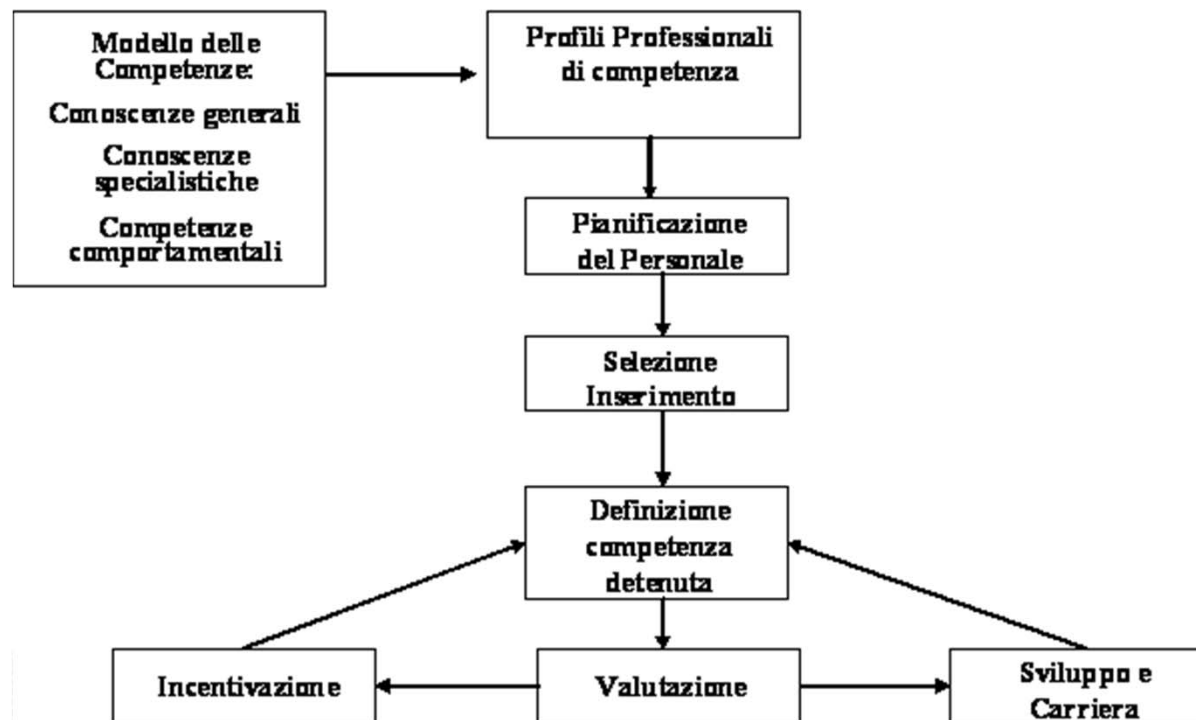 Modello delle
Competenze:
Conoscenze generali
Conoscenze
specialistiche
Competenze
comportamentali
Profili Professionali
di competenza
Pianificazione
del Personale
Selezione
Inserimento
Definizione
competenza
detenuta
Incentivazione
Valutazione
Sviluppo e
Carriera